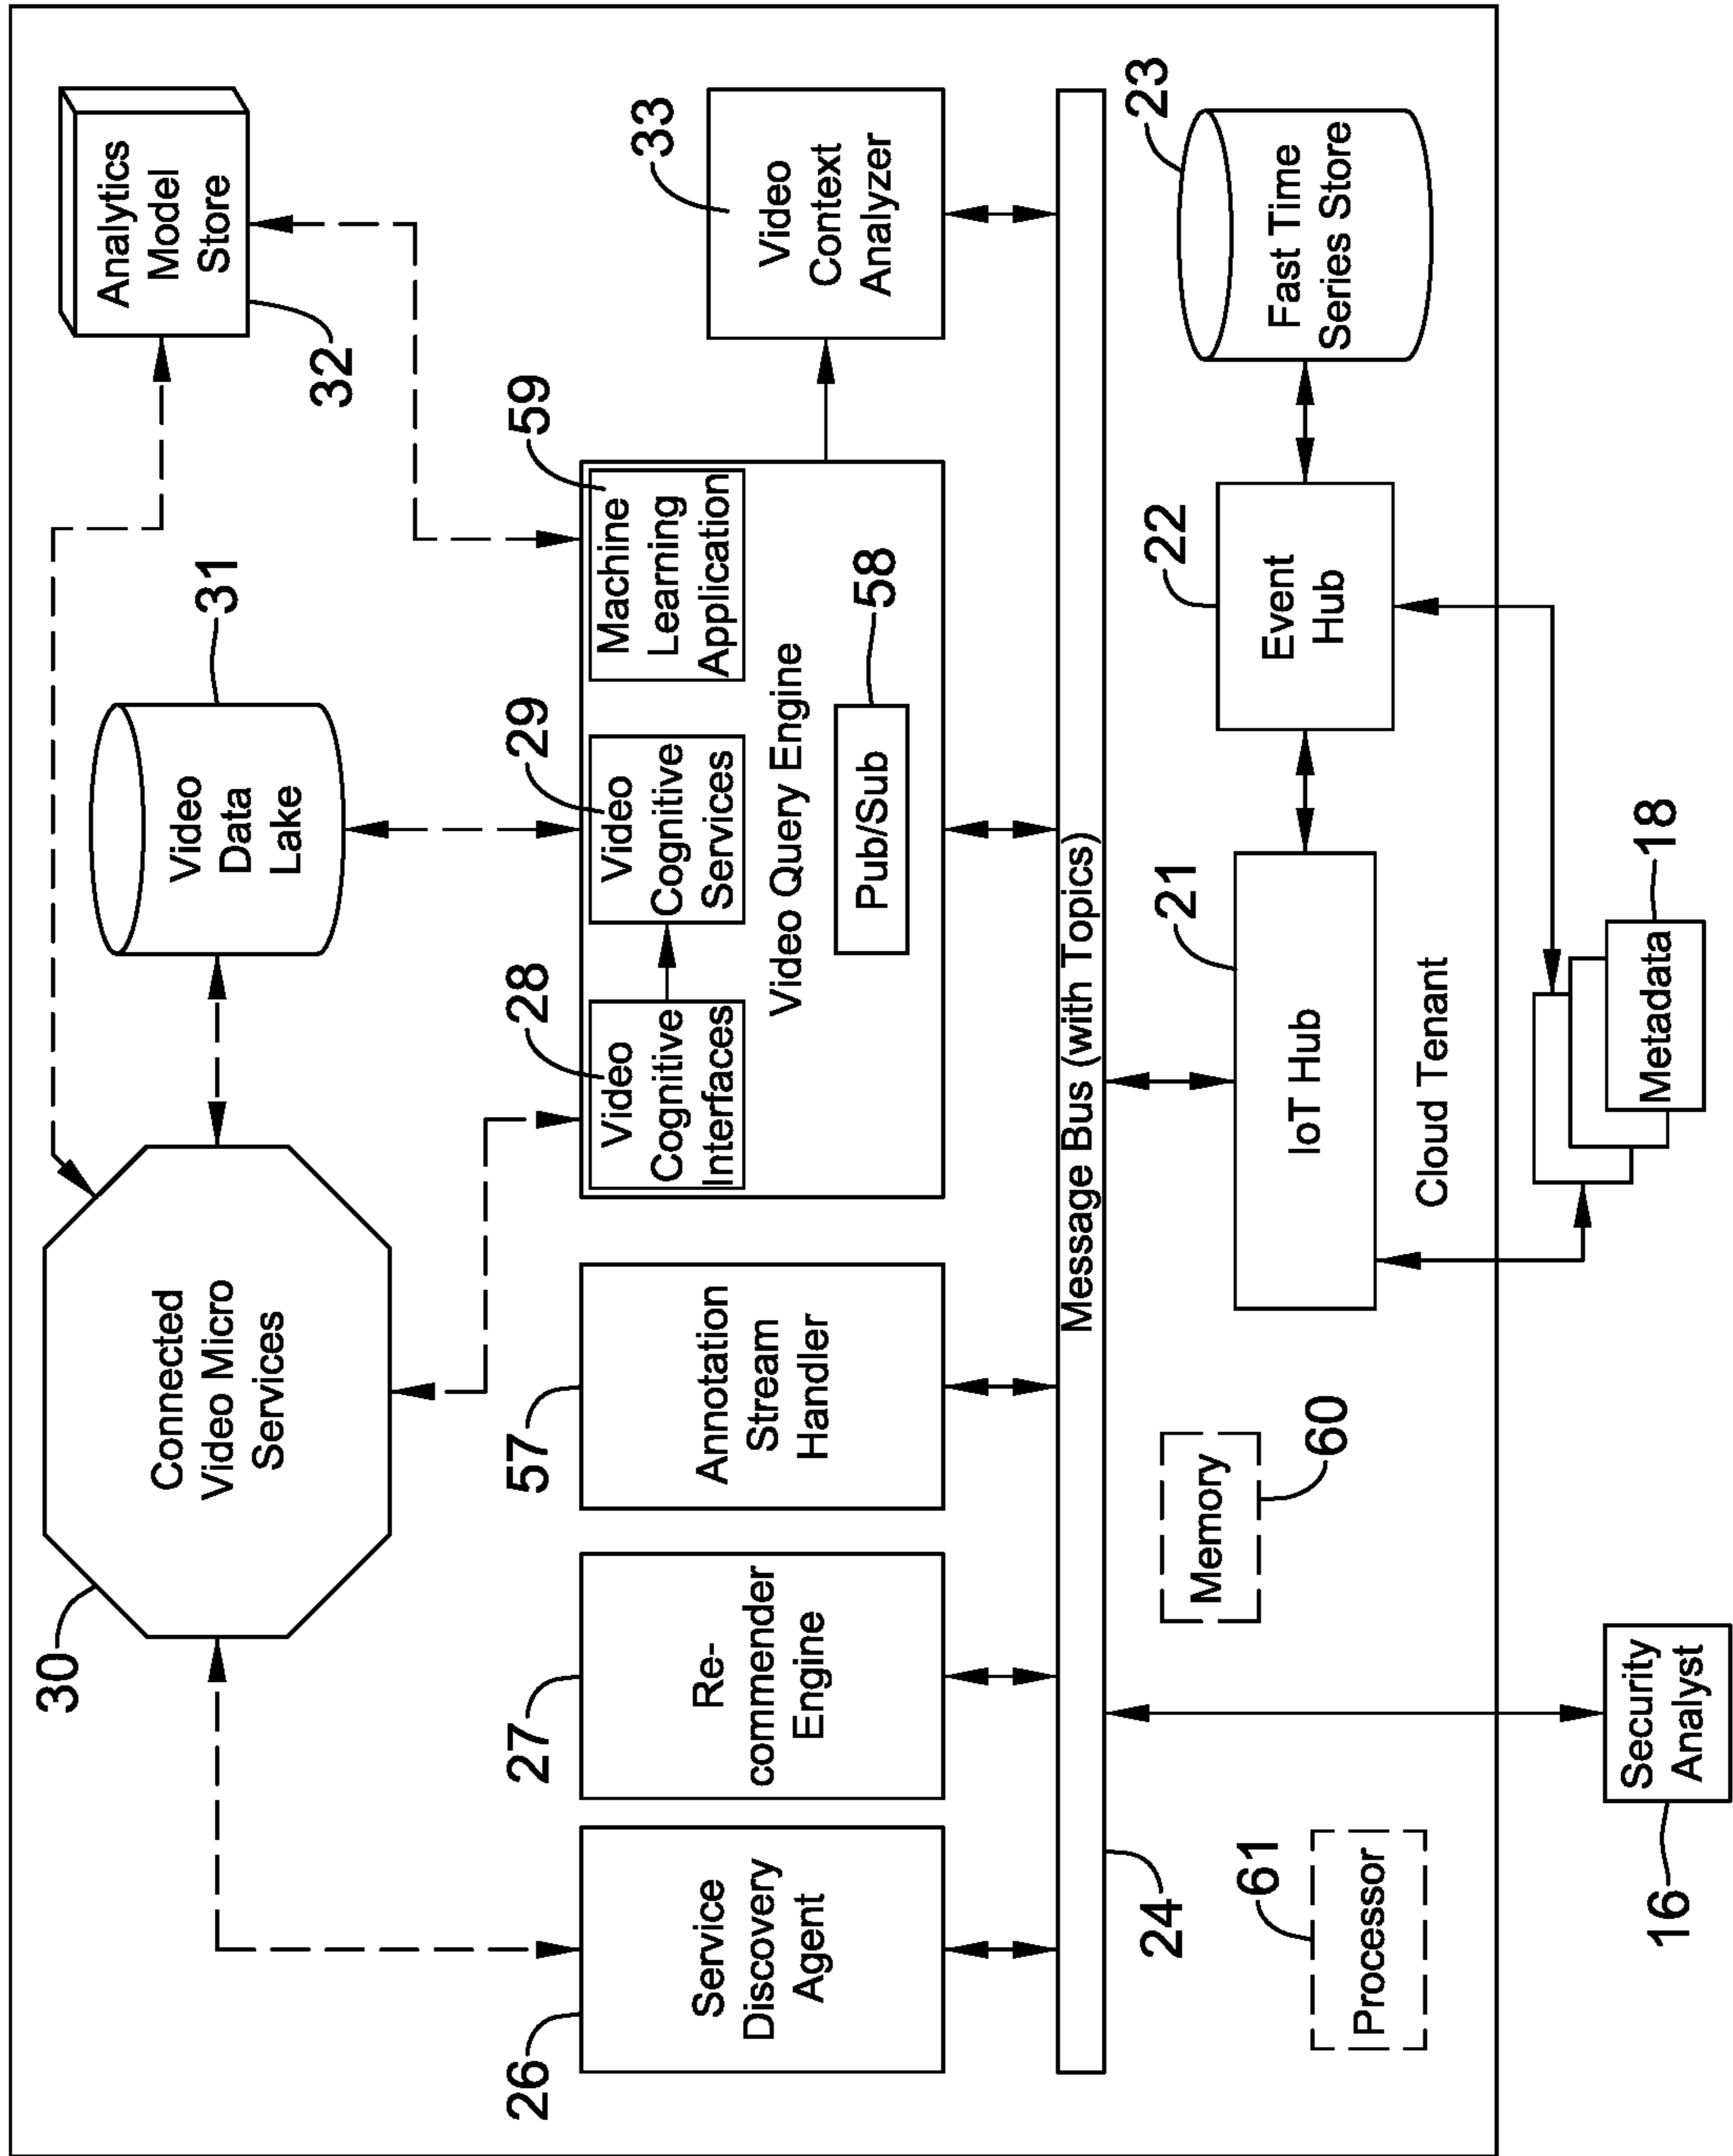 30
Connected
Video Micro
Services
Video
Data
Lake
31
Analytics
Model
Store
32
26
Service
Discovery
Agent
27
Re-
commender
Engine
57
Annotation
Stream
Handler
28
Video
Cognitive
Interfaces
29
Video
Cognitive
Services
59
Machine
Learning
Application
Video Query Engine
Pub/Sub
58
33
Video
Context
Analyzer
Message Bus (with Topics)
24
61
Processor
Memory
60
21
IoT Hub
22
Event
Hub
23
Fast Time
Series Store
Cloud Tenant
16
Security
Analyst
Metadata
18